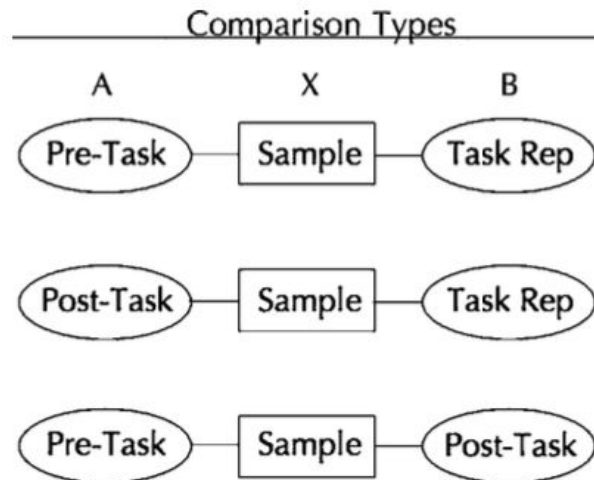 Comparison Types
A X B
Pre-Task Sample Task Rep
Post-Task Sample Task Rep
Pre-Task Sample Post-Task